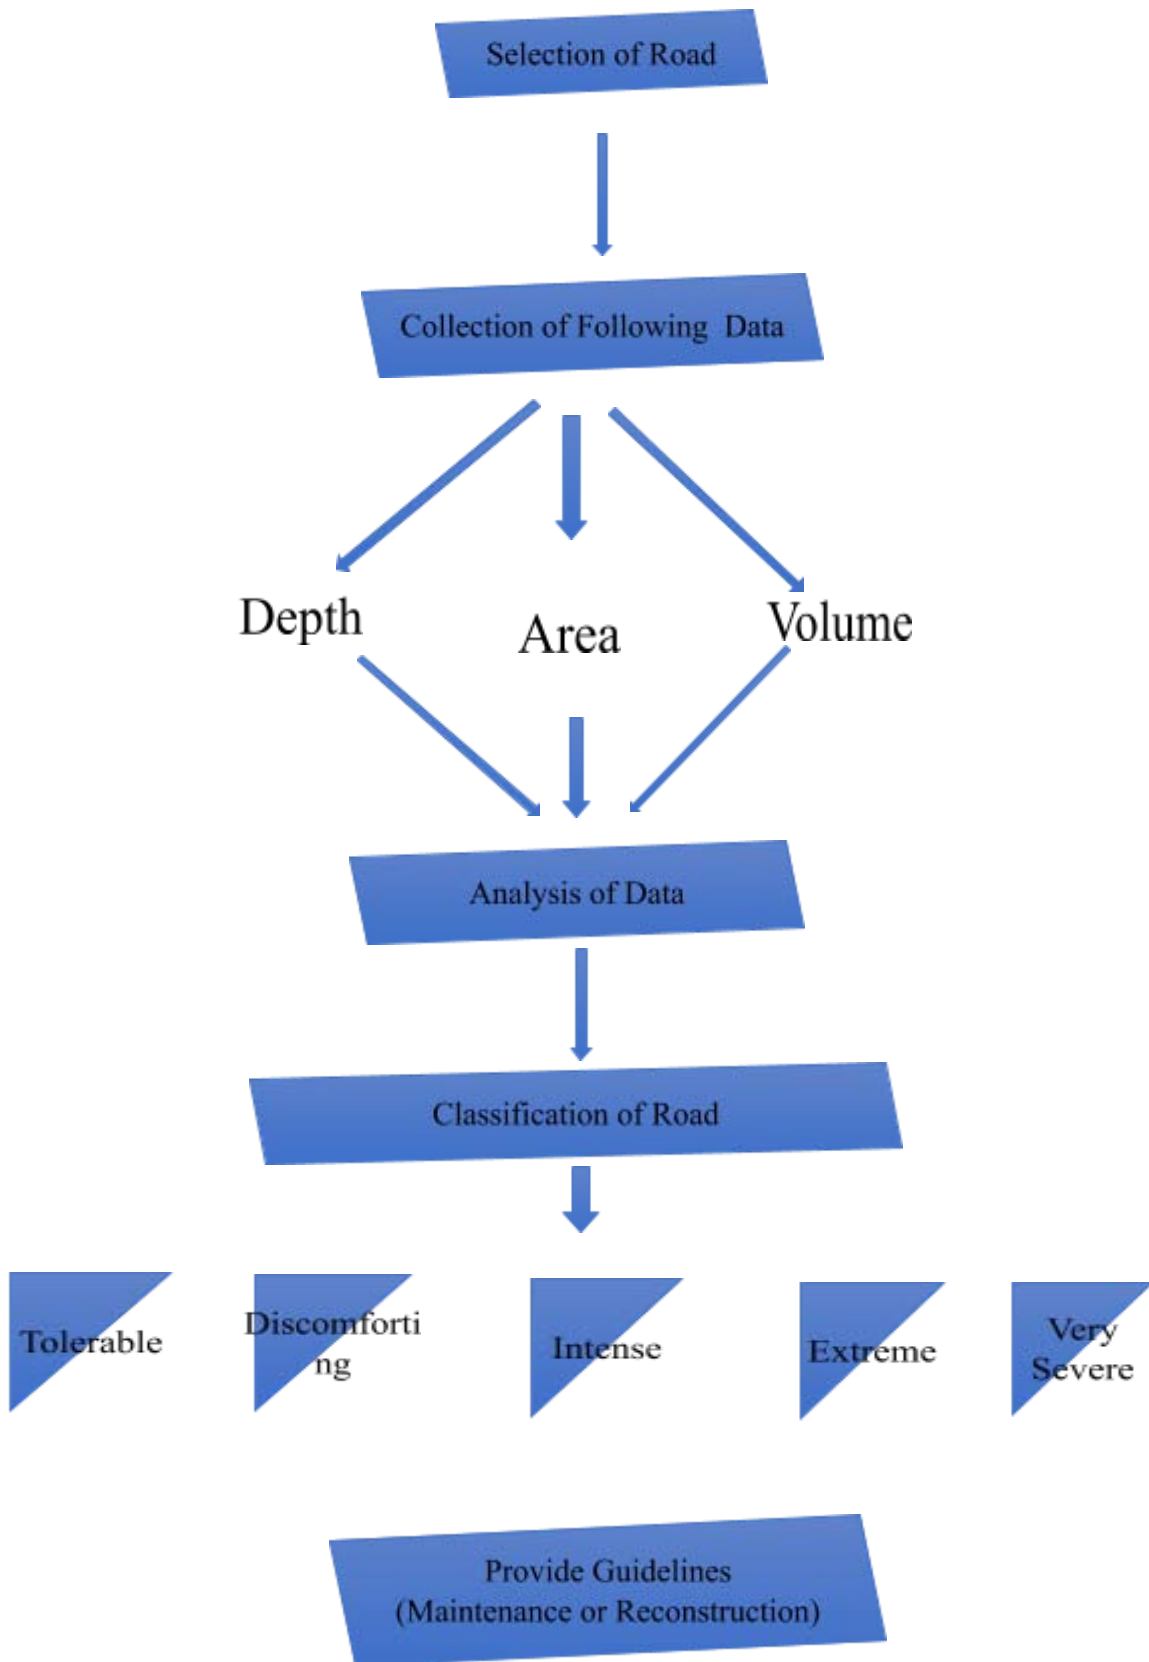 Selection of Road
Collection of Following  Data
Depth
Area
Volume
Analysis of Data
Classification of Road
Tolerable
Discomforti
ng
Intense
Extreme
Very
Severe
Provide Guidelines
(Maintenance or Reconstruction)